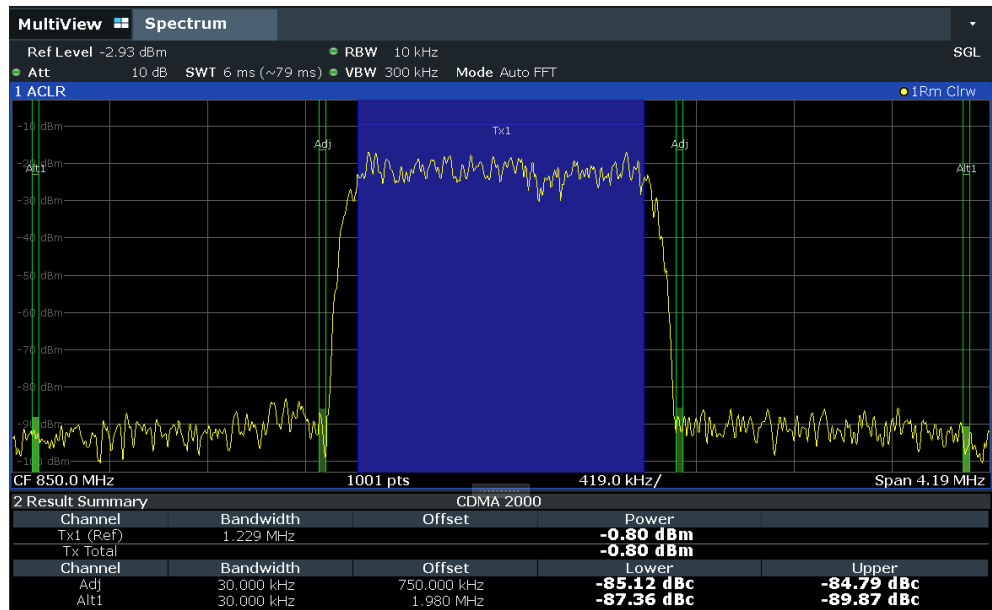 MultiView Spectrum
Ref Level -2.93 dBm RBW 10 kHz SGL
Att 10 dB SWT 6 ms (~79 ms) VBW 300 kHz Mode Auto FFT
1 ACLR 1Rm Clrw
-10 dBm
Tx1
Adj Adj
-20 dBm
Alt1 Alt1
-30 dBm
-40 dBm
-50 dBm
-60 dBm
-70 dBm
-80 dBm
-90 dBm
-100 dBm
CF 850.0 MHz 1001 pts 419.0 kHz/ Span 4.19 MHz
2 Result Summary CDMA 2000
Channel Bandwidth Offset Power
Tx1 (Ref) 1.229 MHz -0.80 dBm
Tx Total -0.80 dBm
Channel Bandwidth Offset Lower Upper
Adj 30.000 kHz 750.000 kHz -85.12 dBc -84.79 dBc
Alt1 30.000 kHz 1.980 MHz -87.36 dBc -89.87 dBc